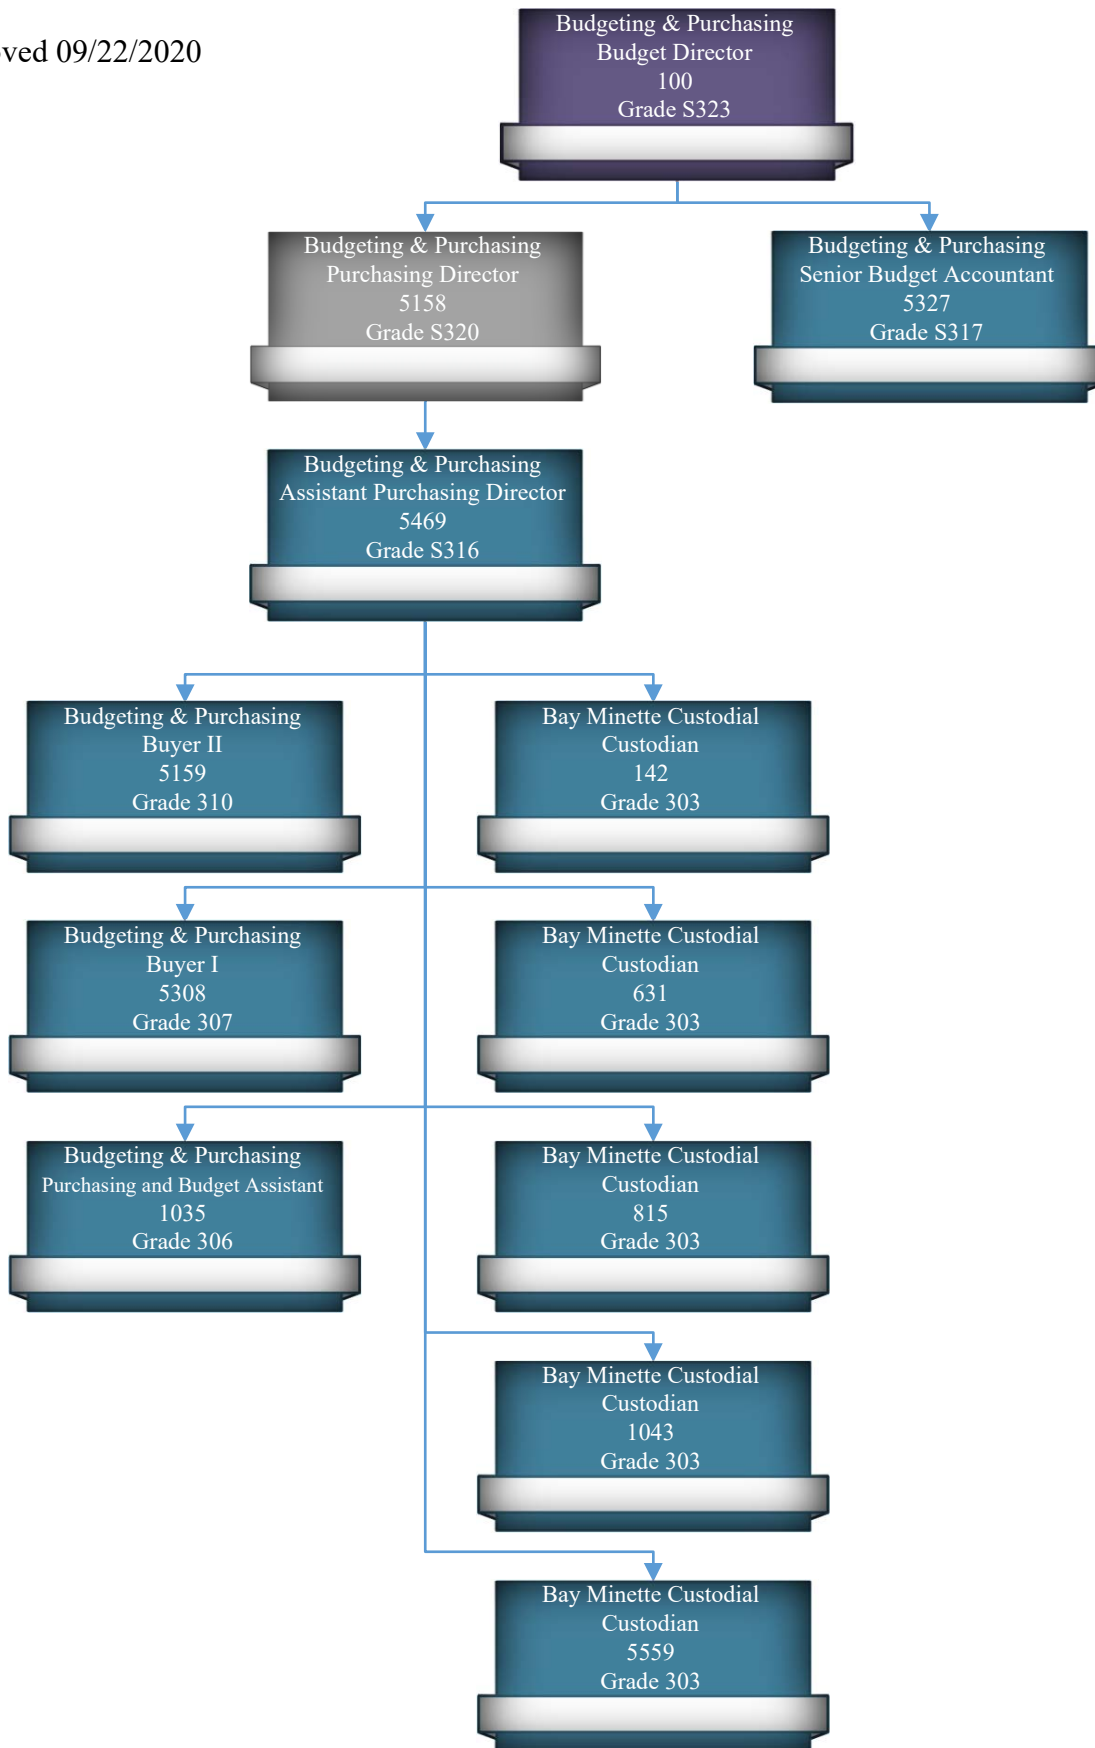 09/22/2020
Budgeting & Purchasing
Budget Director
100
Grade S323
Budgeting & Purchasing
Purchasing Director
5158
Grade S320
Budgeting & Purchasing
Senior Budget Accountant
5327
Grade S317
Budgeting & Purchasing
Assistant Purchasing Director
5469
Grade S316
Budgeting & Purchasing
Buyer II
5159
Grade 310
Bay Minette Custodial
Custodian
142
Grade 303
Budgeting & Purchasing
Buyer I
5308
Grade 307
Bay Minette Custodial
Custodian
631
Grade 303
Budgeting & Purchasing
Purchasing and Budget Assistant
1035
Grade 306
Bay Minette Custodial
Custodian
815
Grade 303
Bay Minette Custodial
Custodian
1043
Grade 303
Bay Minette Custodial
Custodian
5559
Grade 303